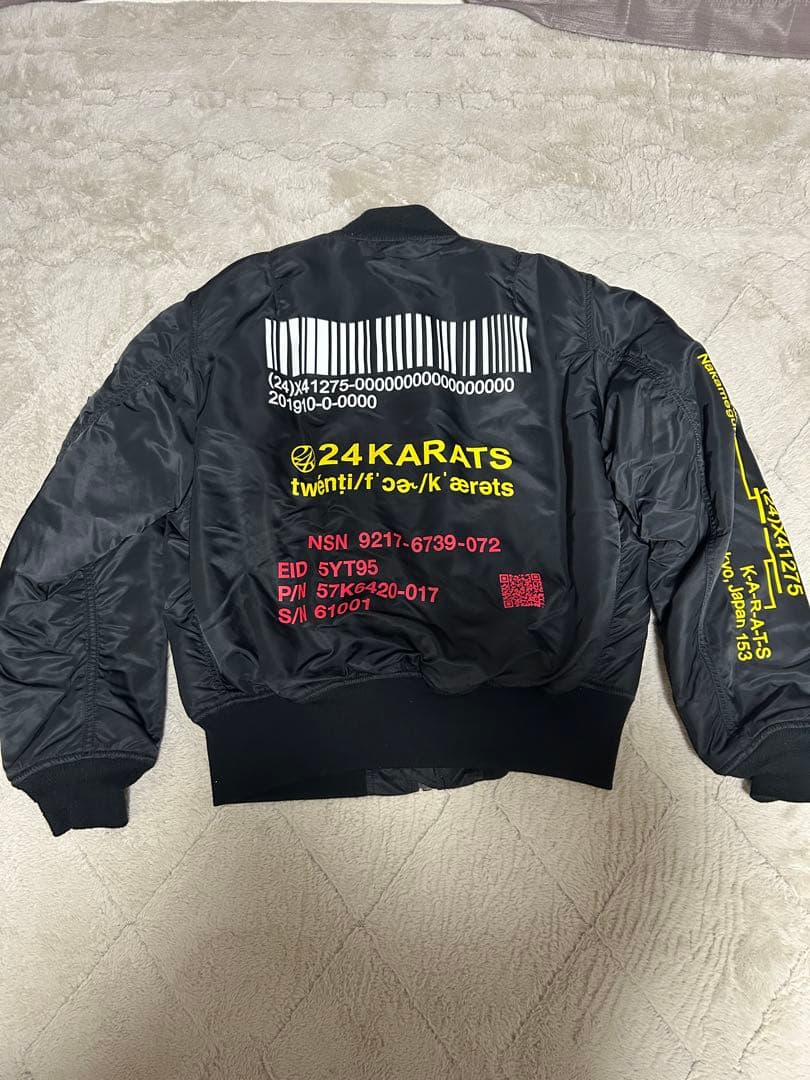 (24)X41275-00000000000000000
201910-0-0000
24KARATS
twénṭi/fˈɔɚ/kˈærəts
NSN 9217-6739-072
EID 5YT95
P/N 57K6420-017
S/N 61001
(24)X41275
K-A-R-A-T-S
Japan 153